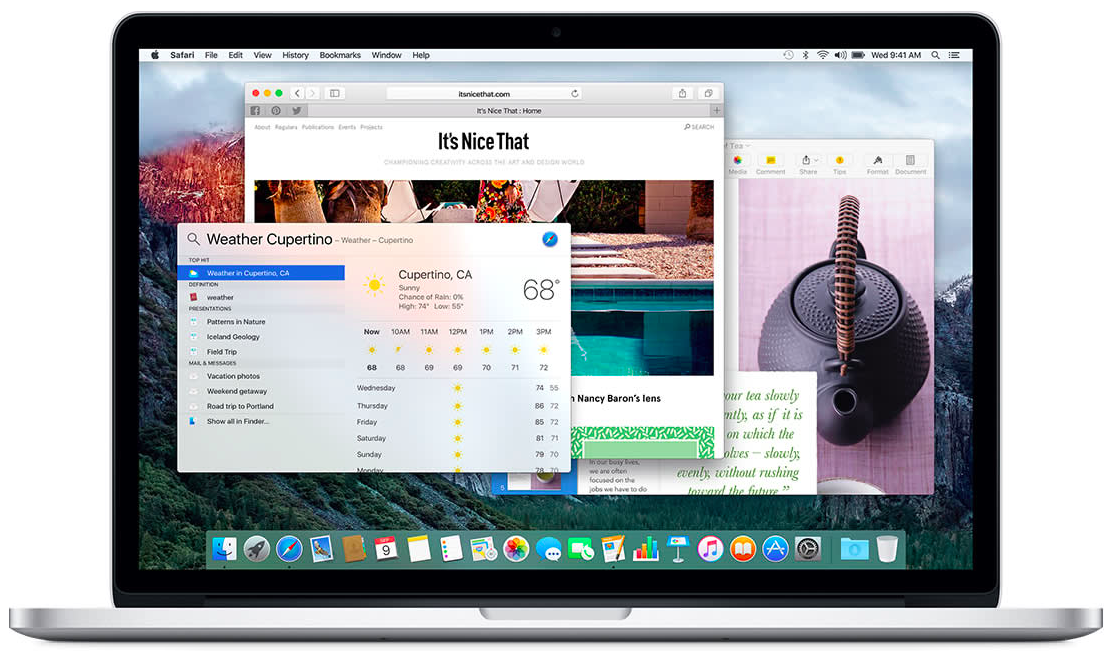 Safari File Edit View History Bookmarks Window Help
Wed 9:41 AM
itsnicethat.com
It's Nice That : Home
About Regulars Publications Events Projects
SEARCH
It's Nice That
CHAMPIONING CREATIVITY ACROSS THE ART AND DESIGN WORLD
Nancy Baron's lens
Tea
Media Comment Share Tips Format Document
Weather Cupertino – Weather – Cupertino
TOP HIT
Weather in Cupertino, CA
DEFINITION
weather
PRESENTATIONS
Patterns in Nature
Iceland Geology
Field Trip
MAIL & MESSAGES
Vacation photos
Weekend getaway
Road trip to Portland
Show all in Finder...
Cupertino, CA
Sunny
Chance of Rain: 0%
High: 74° Low: 55°
68°
Now 10AM 11AM 12PM 1PM 2PM 3PM
68 68 69 69 70 71 72
Wednesday 74 55
Thursday 86 72
Friday 85 72
Saturday 81 71
Sunday 79 70
Monday 78 70
your tea slowly
as if it is
on which the
slowly,
evenly, without rushing
toward the future."
In our busy lives,
we are often
focused on the
jobs we have to do
5
SEP
9